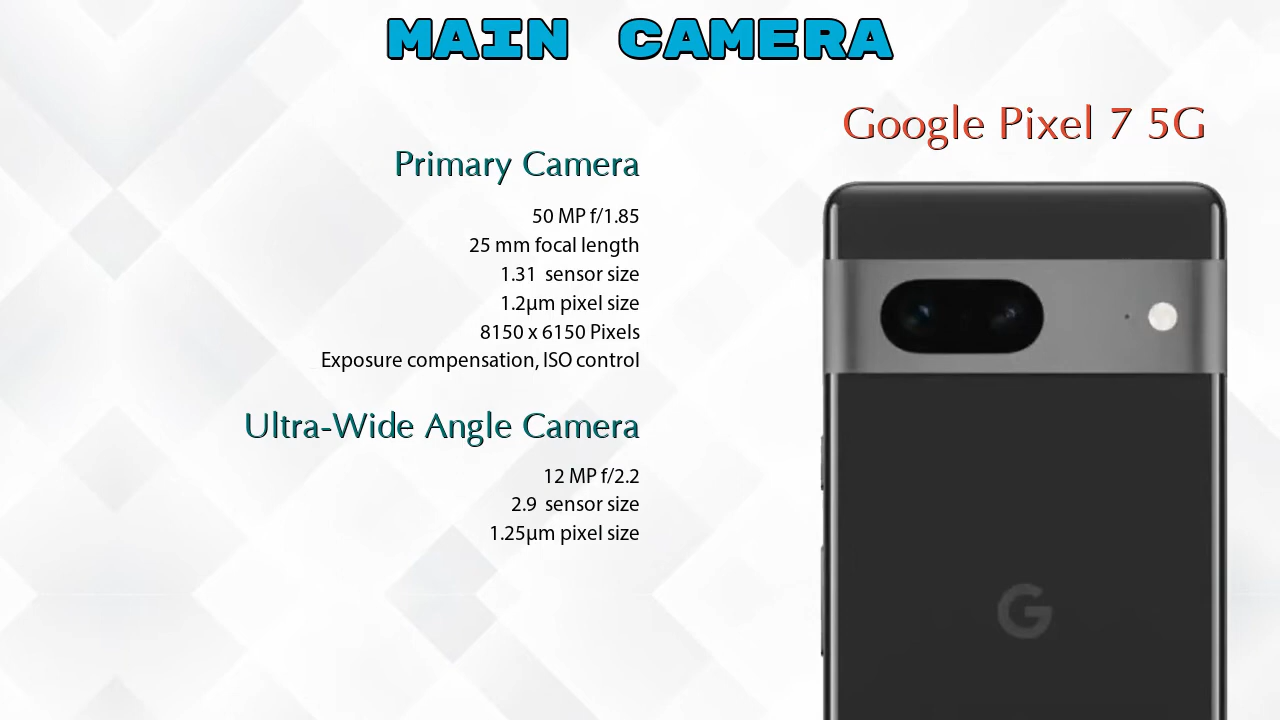 MAIN CAMERA
Google Pixel 7 5G
Primary Camera
50 MP f/1.85
25 mm focal length
1.31 sensor size
1.2µm pixel size
8150 x 6150 Pixels
Exposure compensation, ISO control
Ultra-Wide Angle Camera
12 MP f/2.2
2.9 sensor size
1.25µm pixel size
G